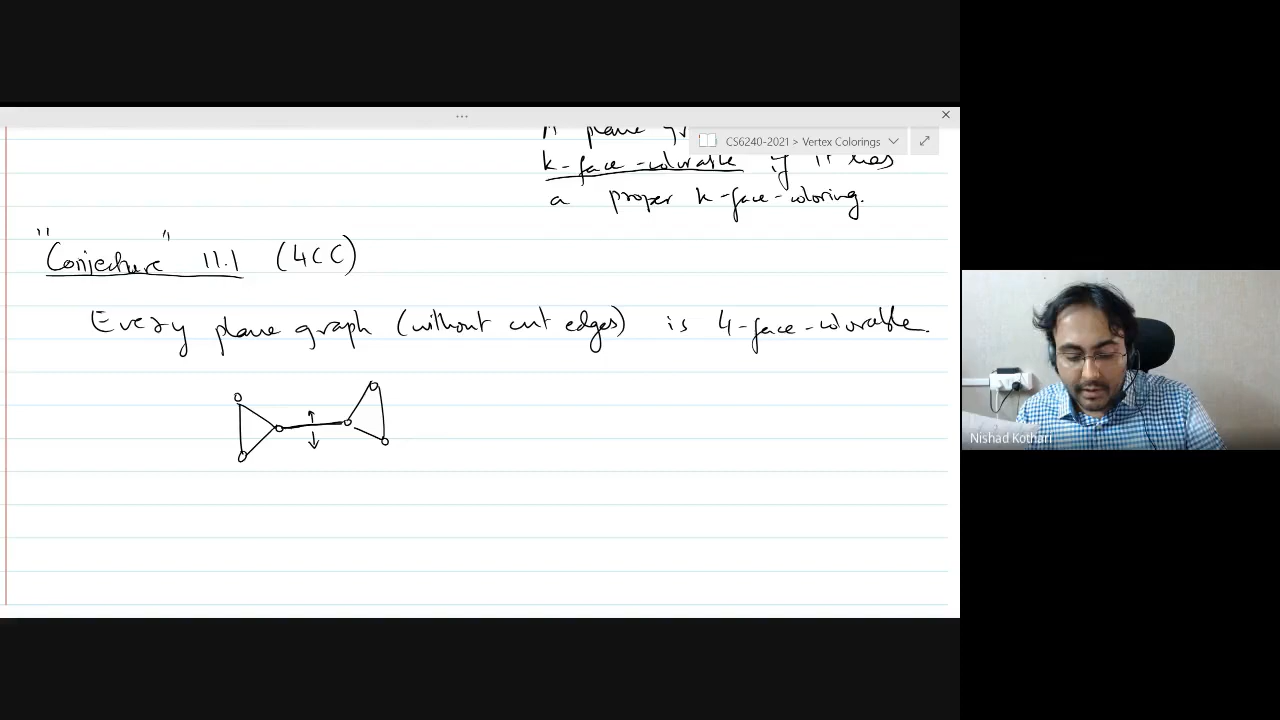 A plane
CS6240-2021 > Vertex Colorings
k-face-colorable if it has
a proper k-face-coloring.
"Conjecture" 11.1 (4CC)
Every plane graph (without cut edges) is 4-face-colorable.
Nishad Kothari